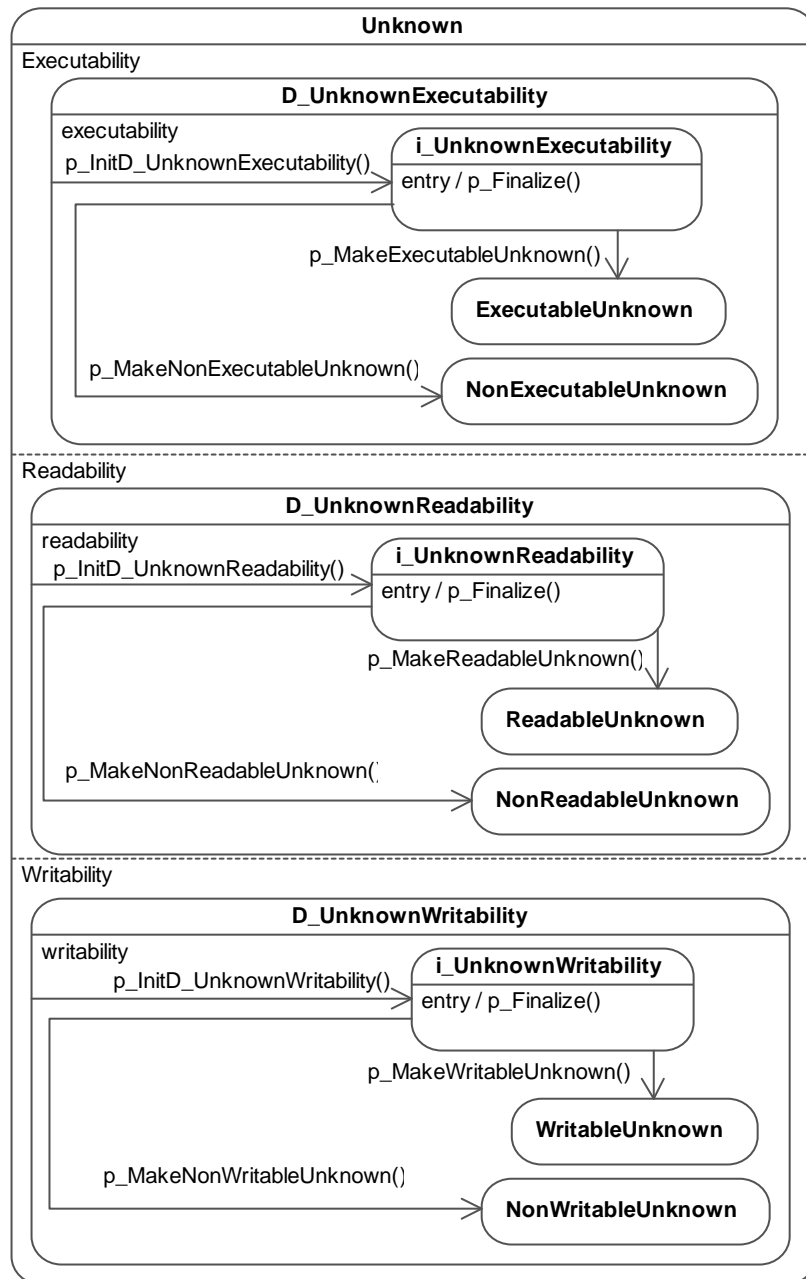 Unknown
Executability
D_UnknownExecutability
executability
p_InitD_UnknownExecutability()
i_UnknownExecutability
entry / p_Finalize()
p_MakeExecutableUnknown()
ExecutableUnknown
p_MakeNonExecutableUnknown()
NonExecutableUnknown
Readability
D_UnknownReadability
readability
p_InitD_UnknownReadability()
i_UnknownReadability
entry / p_Finalize()
p_MakeReadableUnknown()
ReadableUnknown
p_MakeNonReadableUnknown()
NonReadableUnknown
Writability
D_UnknownWritability
writability
p_InitD_UnknownWritability()
i_UnknownWritability
entry / p_Finalize()
p_MakeWritableUnknown()
WritableUnknown
p_MakeNonWritableUnknown()
NonWritableUnknown